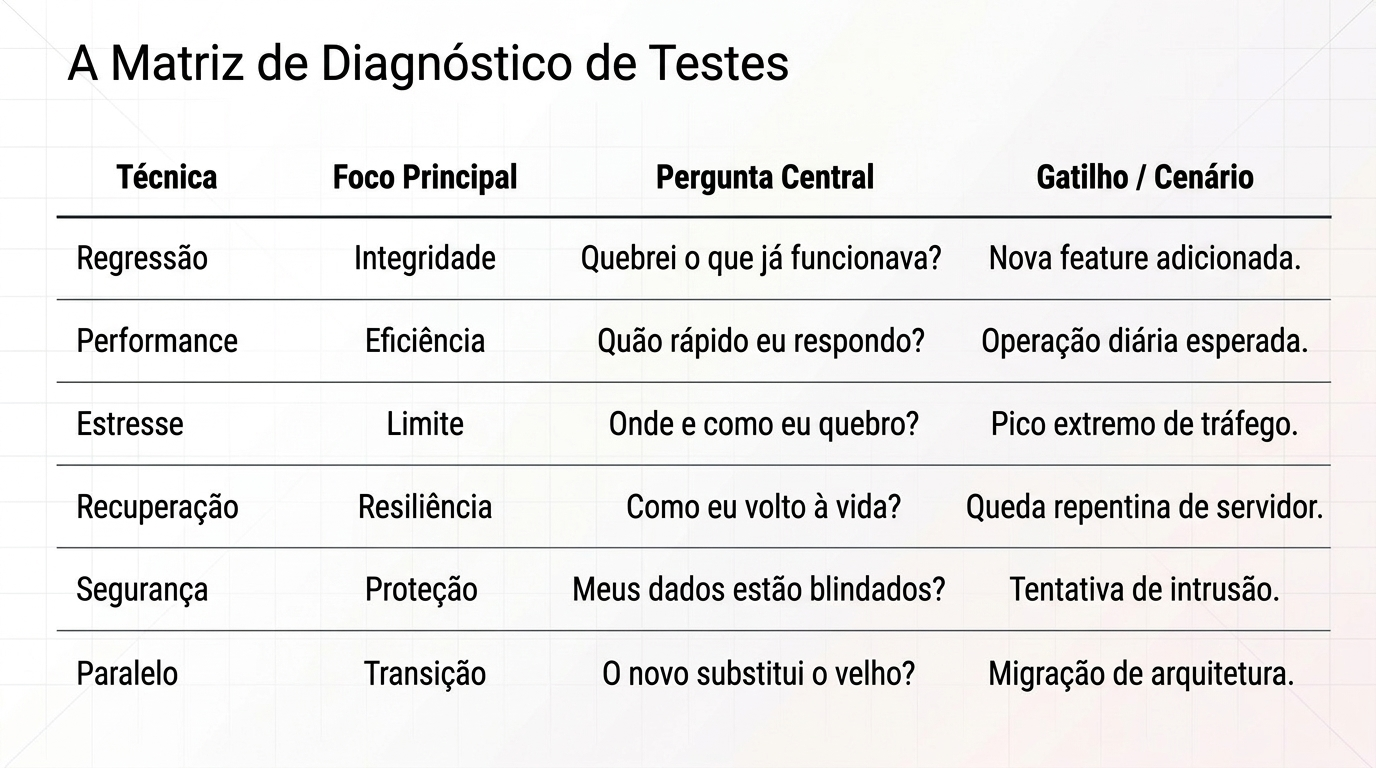 A Matriz de Diagnóstico de Testes
Técnica Foco Principal Pergunta Central Gatilho / Cenário
Regressão Integridade Quebrei o que já funcionava? Nova feature adicionada.
Performance Eficiência Quão rápido eu respondo? Operação diária esperada.
Estresse Limite Onde e como eu quebro? Pico extremo de tráfego.
Recuperação Resiliência Como eu volto à vida? Queda repentina de servidor.
Segurança Proteção Meus dados estão blindados? Tentativa de intrusão.
Paralelo Transição O novo substitui o velho? Migração de arquitetura.